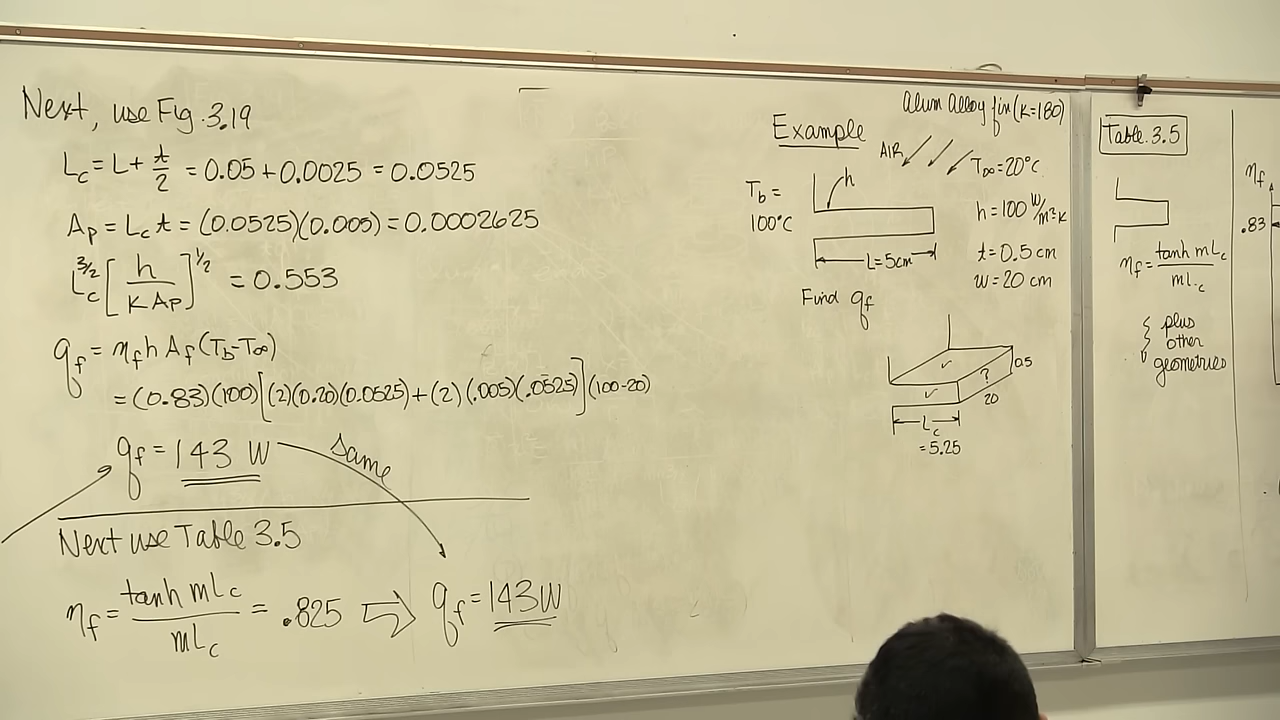 Next, use Fig. 3.19
Lc = L + t/2 = 0.05 + 0.0025 = 0.0525
Ap = Lc t = (0.0525)(0.005) = 0.0002625
Lc^3/2 [h / K Ap]^1/2 = 0.553
qf = ηf h Af (Tb - T∞)
= (0.83)(100)[(2)(0.20)(0.0525) + (2)(.005)(.0525)](100-20)
qf = 143 W
Same
Next use Table 3.5
ηf = tanh mLc / mLc = .825 ⇒ qf = 143 W
Alum Alloy fin (K=180)
Example
AIR
T∞ = 20°C
h
Tb =
100°C
h = 100 W/m²-K
L = 5cm
t = 0.5 cm
w = 20 cm
Find qf
0.5
?
20
Lc
= 5.25
Table 3.5
ηf = tanh mLc / mLc
plus
other
geometries
ηf
.83